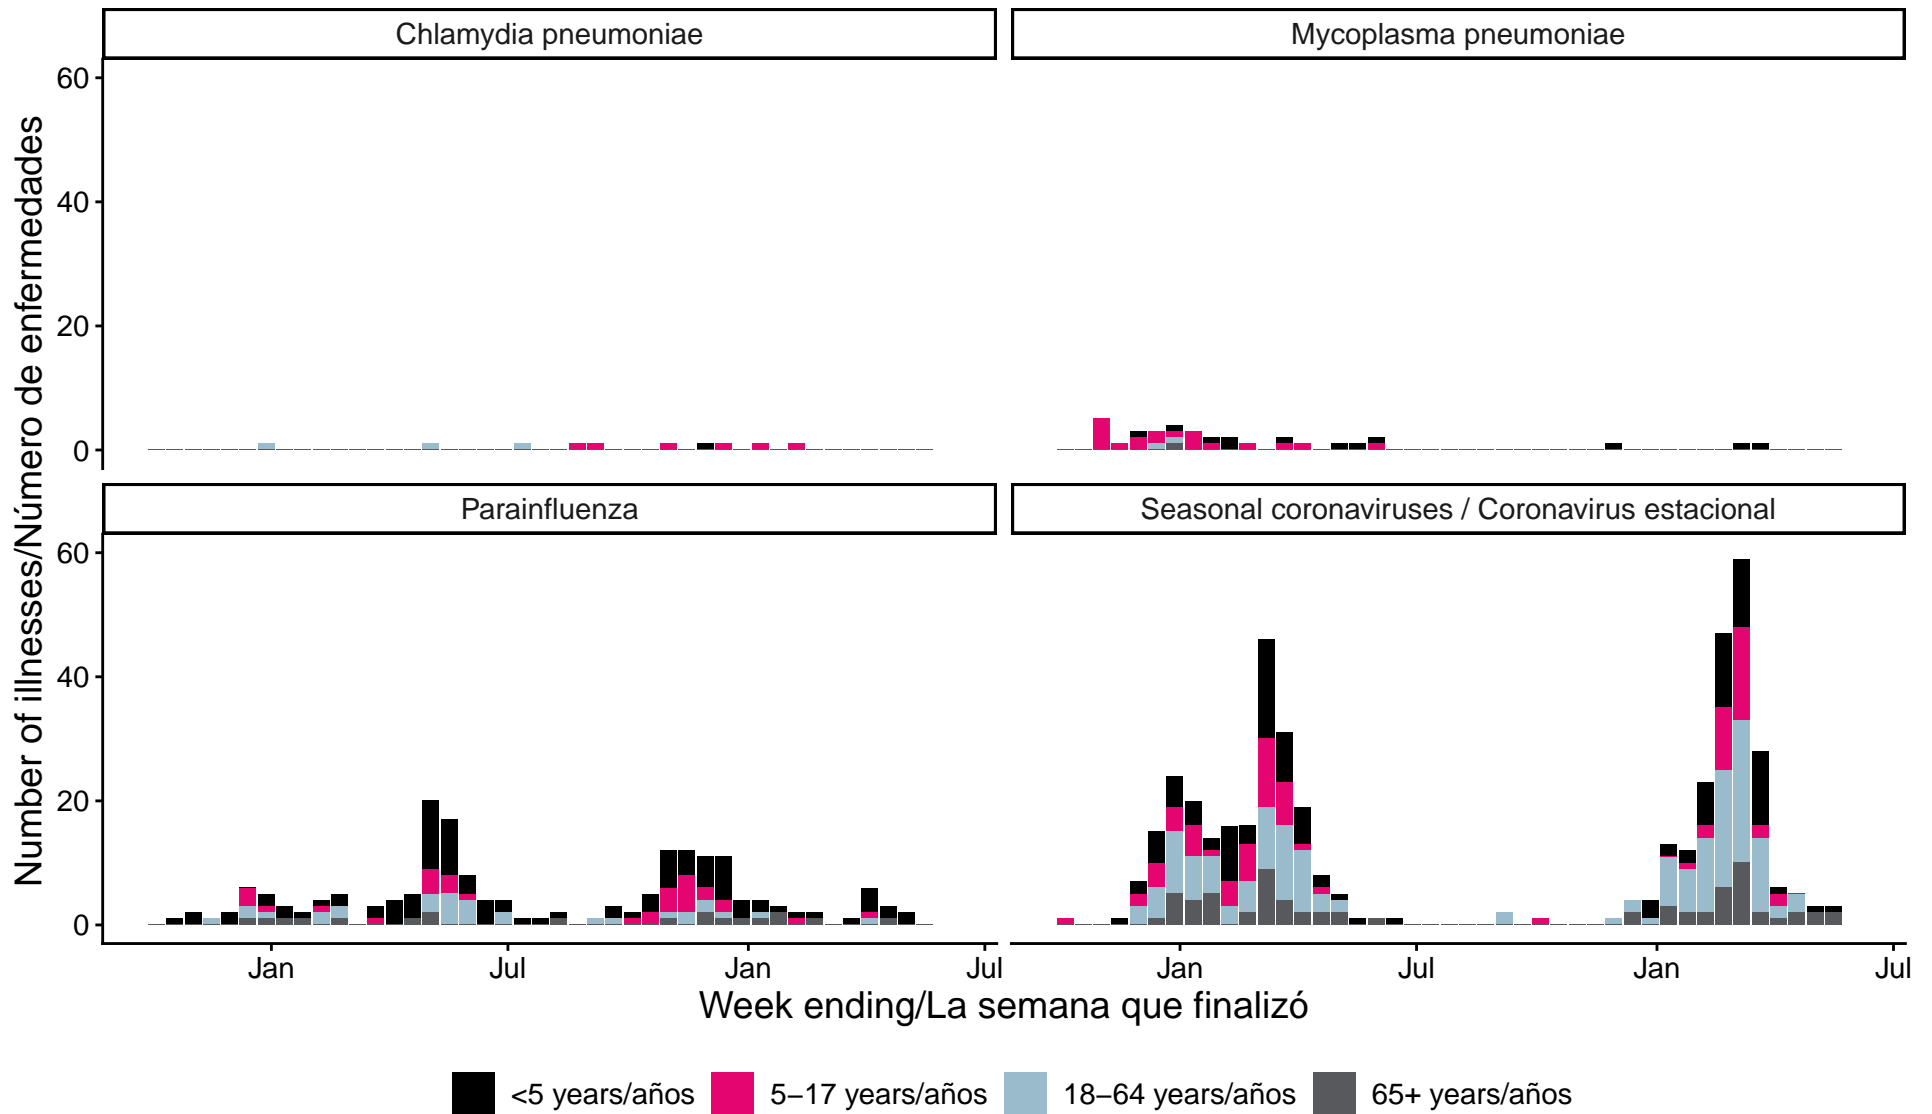 Chlamydia pneumoniae
Mycoplasma pneumoniae
60
40
20
0
Parainfluenza
Seasonal coronaviruses / Coronavirus estacional
60
40
20
0
Number of illnesses/Número de enfermedades
Jan
Jul
Jan
Jul
Jan
Jul
Jan
Jul
Week ending/La semana que finalizó
<5 years/años
5–17 years/años
18–64 years/años
65+ years/años